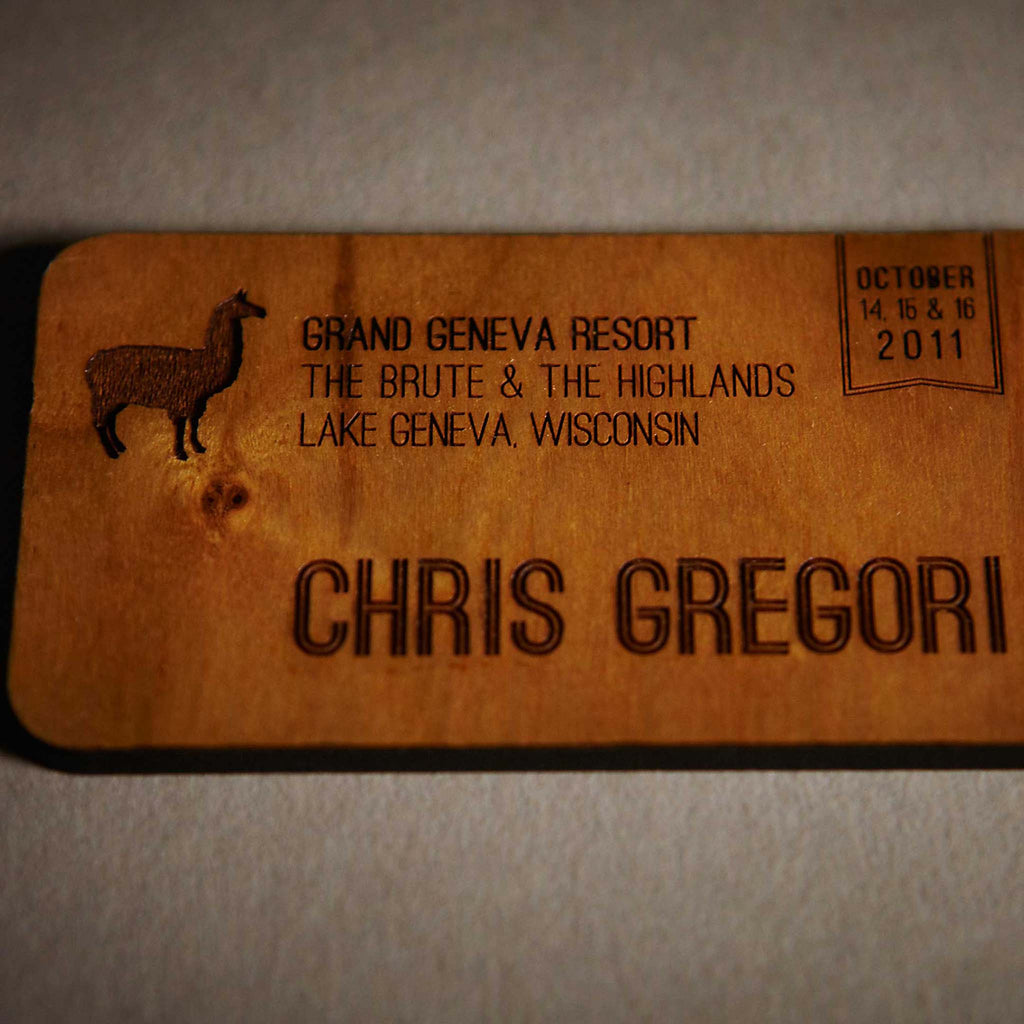 GRAND GENEVA RESORT
THE BRUTE & THE HIGHLANDS
LAKE GENEVA, WISCONSIN
OCTOBER
14, 15 & 16
2011
CHRIS GREGORI